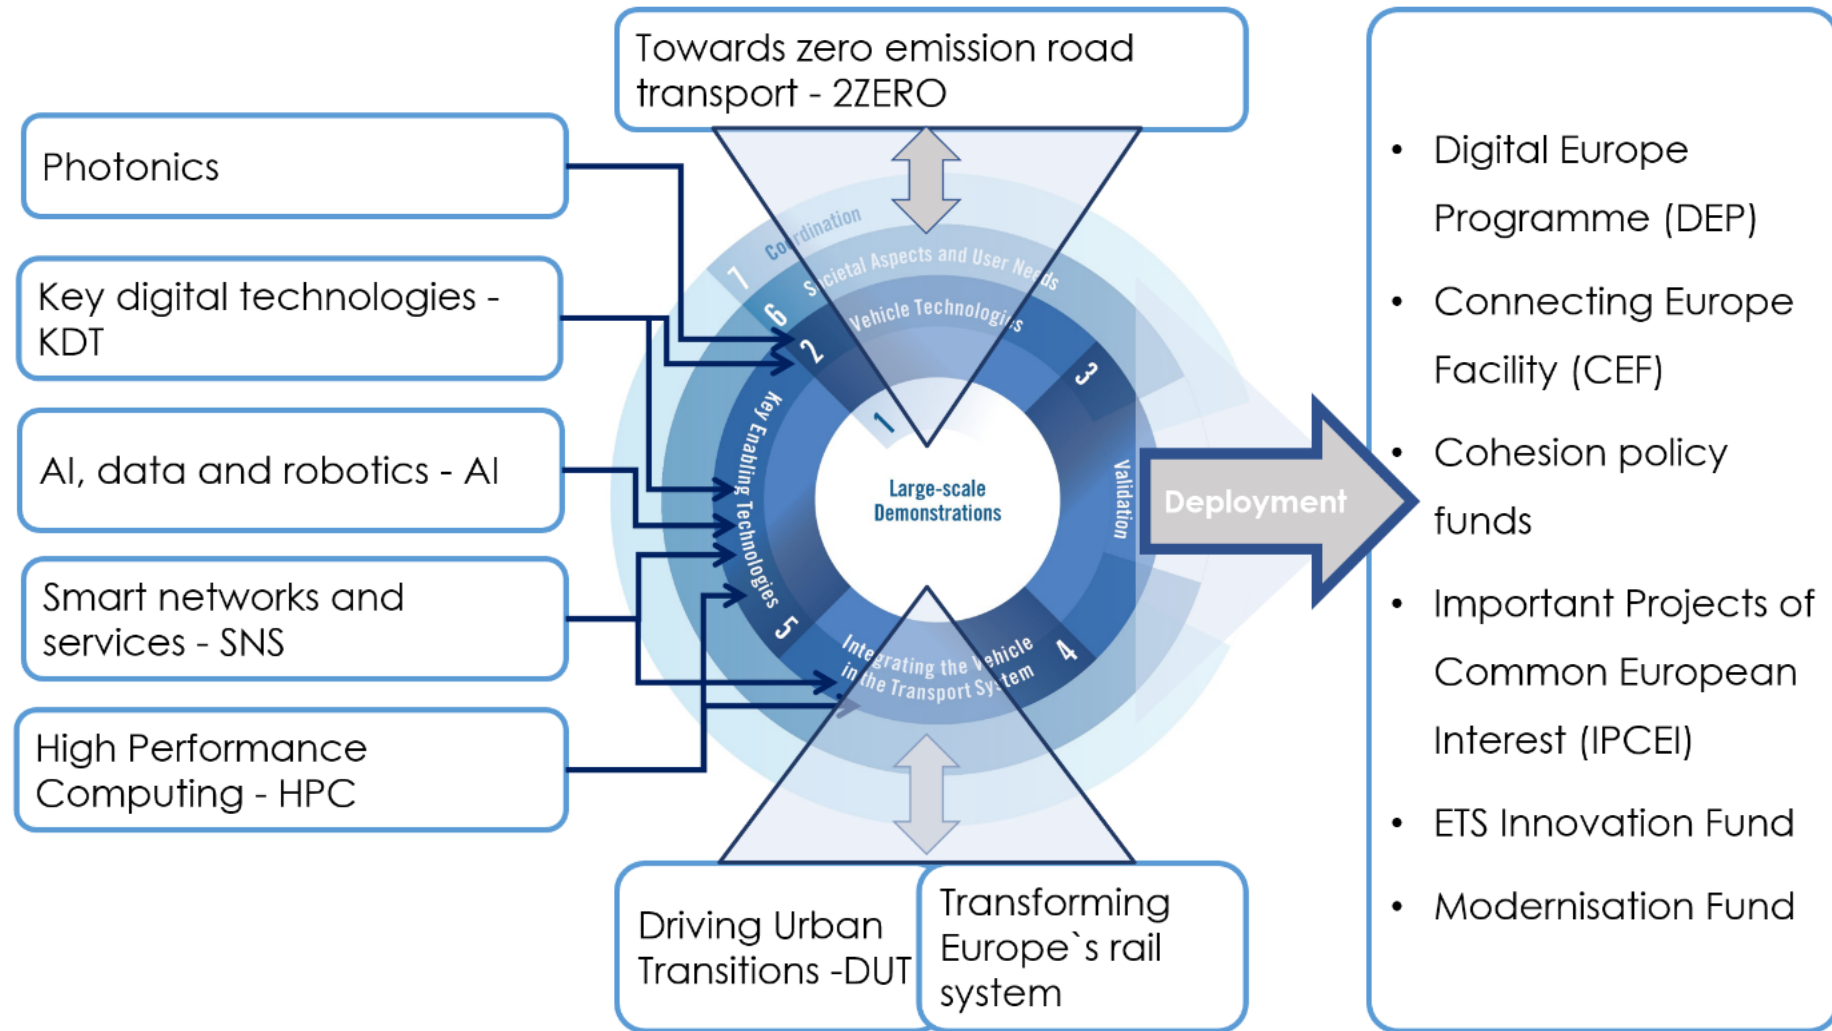 Towards zero emission road
transport - 2ZERO
Photonics
Key digital technologies -
KDT
AI, data and robotics - AI
Smart networks and
services - SNS
High Performance
Computing - HPC
7
Coordination
6
Societal Aspects and User Needs
2
Vehicle Technologies
1
3
Large-scale
Demonstrations
Key Enabling Technologies
5
Validation
Integrating the Vehicle
in the Transport System
4
Deployment
Driving Urban
Transitions -DUT
Transforming
Europe`s rail
system
• Digital Europe
Programme (DEP)
• Connecting Europe
Facility (CEF)
• Cohesion policy
funds
• Important Projects of
Common European
Interest (IPCEI)
• ETS Innovation Fund
• Modernisation Fund